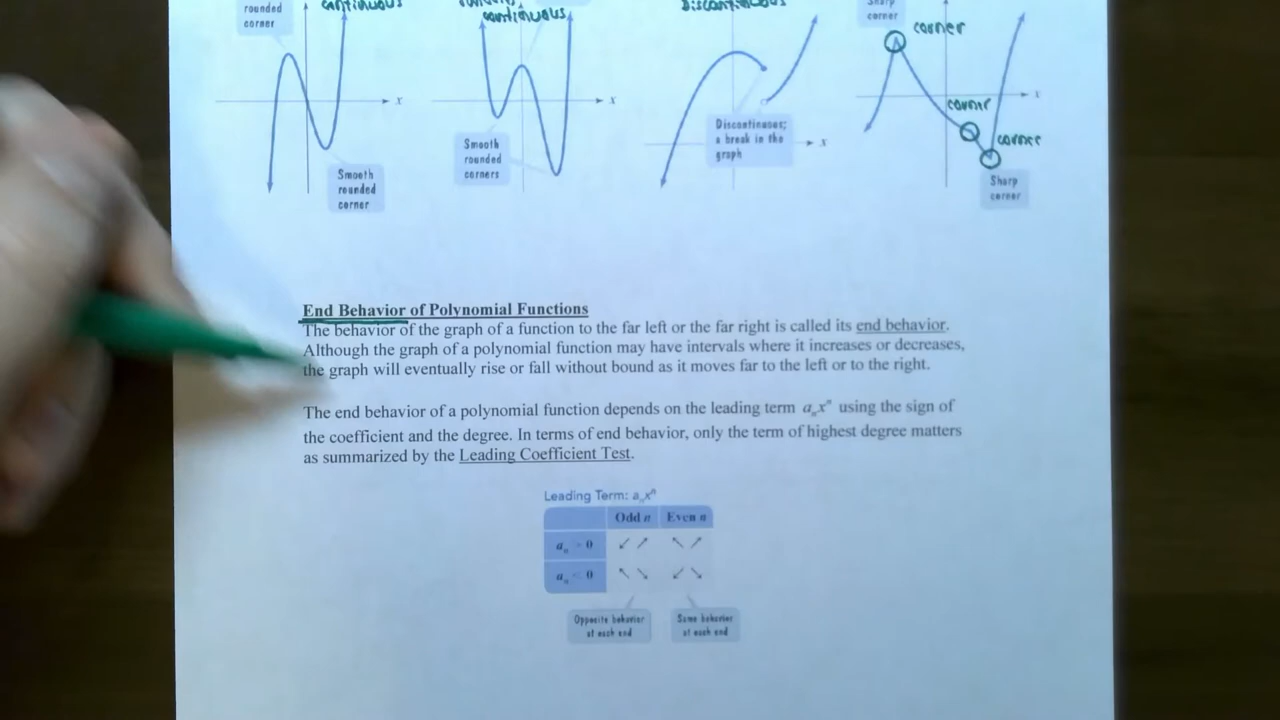 rounded
corner
continuous
continuous
Discontinuous
Sharp
corner
corner
x
x
x
corner
corner
Smooth
rounded
corner
Smooth
rounded
corners
Discontinuous;
a break in the
graph
x
Sharp
corner
End Behavior of Polynomial Functions
The behavior of the graph of a function to the far left or the far right is called its end behavior.
Although the graph of a polynomial function may have intervals where it increases or decreases,
the graph will eventually rise or fall without bound as it moves far to the left or to the right.
The end behavior of a polynomial function depends on the leading term aₙxⁿ using the sign of
the coefficient and the degree. In terms of end behavior, only the term of highest degree matters
as summarized by the Leading Coefficient Test.
Leading Term: aₙxⁿ
Odd n Even n
aₙ > 0 ↙ ↗ ↖ ↗
aₙ < 0 ↖ ↘ ↙ ↘
Opposite behavior
at each end
Same behavior
at each end